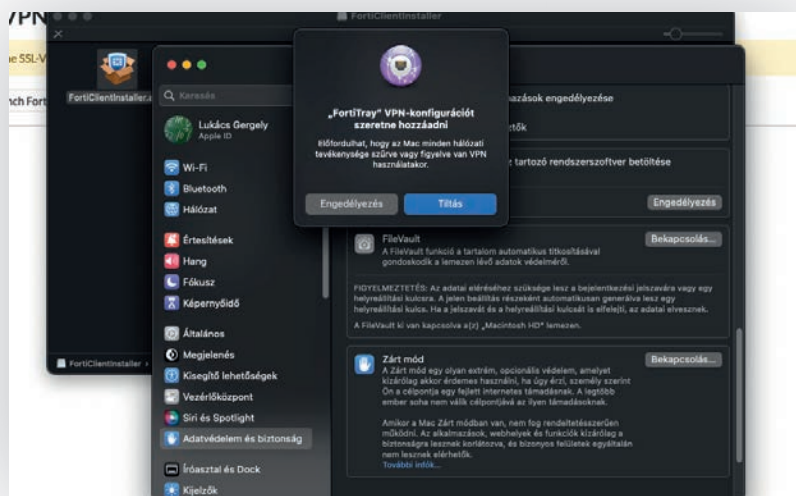 VPN
FortiClientInstaller
e SSL-V
nch Fort
FortiClientInstaller.a
Keresés
Lukács Gergely
Apple ID
Wi-Fi
Bluetooth
Hálózat
Értesítések
Hang
Fókusz
Képernyőidő
Általános
Megjelenés
Kisegítő lehetőségek
Vezérlőközpont
Siri és Spotlight
Adatvédelem és biztonság
Íróasztal és Dock
Kijelzők
FortiClientInstaller
„FortiTray” VPN-konfigurációt
szeretne hozzáadni
Előfordulhat, hogy az Mac minden hálózati
tevékenysége szűrve vagy figyelve van VPN
használatakor.
Engedélyezés
Tiltás
azások engedélyezése
tők
tartozó rendszerszoftver betöltése
Engedélyezés
FileVault
Bekapcsolás...
A FileVault funkció a tartalom automatikus titkosításával
gondoskodik a lemezen lévő adatok védelméről.
FIGYELMEZTETÉS: Az adatai eléréséhez szüksége lesz a bejelentkezési jelszavára vagy egy
helyreállítási kulcsra. A jelen beállítás részeként automatikusan generálva lesz egy
helyreállítási kulcs. Ha a jelszavát és a helyreállítási kulcsát is elfelejti, az adatai elvesznek.
A FileVault ki van kapcsolva a(z) „Macintosh HD” lemezen.
Zárt mód
Bekapcsolás...
A Zárt mód egy olyan extrém, opcionális védelem, amelyet
kizárólag akkor érdemes használni, ha úgy érzi, személy szerint
Ön a célpontja egy fejlett internetes támadásnak. A legtöbb
ember soha nem válik célpontjává az ilyen támadásoknak.
Amikor a Mac Zárt módban van, nem fog rendeltetésszerűen
működni. Az alkalmazások, webhelyek és funkciók kizárólag a
biztonságra lesznek korlátozva, és bizonyos felületek egyáltalán
nem lesznek elérhetők.
További infók...